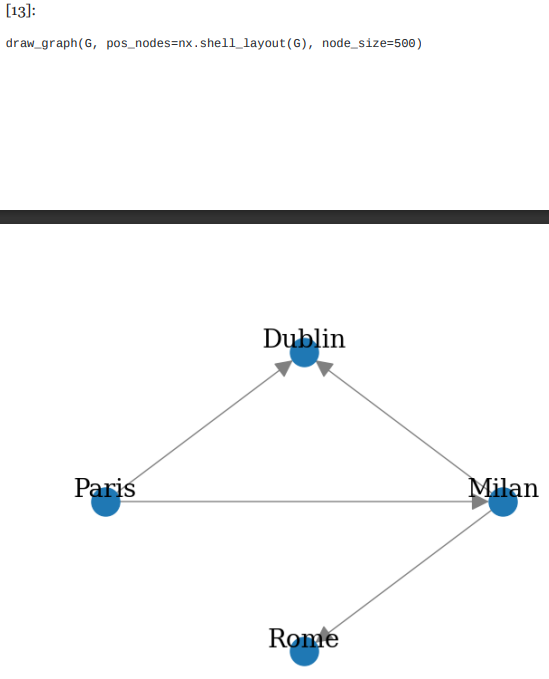 [13]:
draw_graph(G, pos_nodes=nx.shell_layout(G), node_size=500)
Dublin
Paris
Milan
Rome